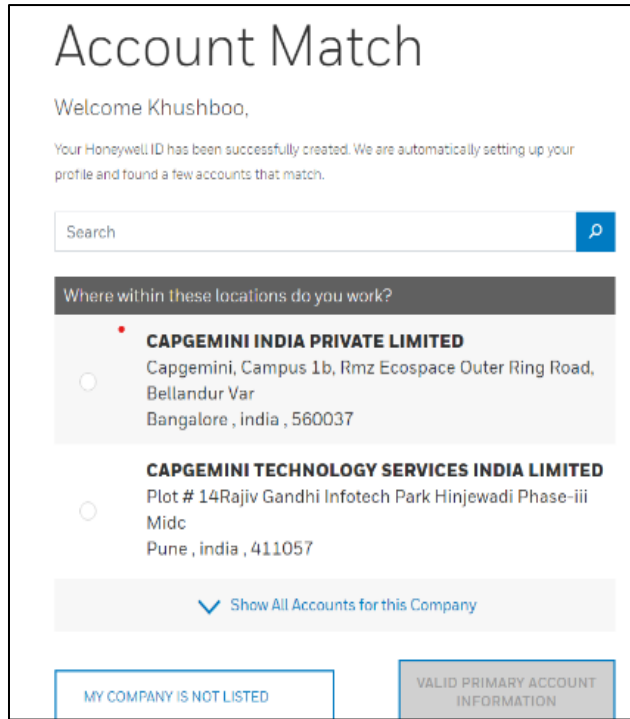 Account Match
Welcome Khushboo,
Your Honeywell ID has been successfully created. We are automatically setting up your
profile and found a few accounts that match.
Search
Where within these locations do you work?
CAPGEMINI INDIA PRIVATE LIMITED
Capgemini, Campus 1b, Rmz Ecospace Outer Ring Road,
Bellandur Var
Bangalore , india , 560037
CAPGEMINI TECHNOLOGY SERVICES INDIA LIMITED
Plot # 14Rajiv Gandhi Infotech Park Hinjewadi Phase-iii
Midc
Pune , india , 411057
Show All Accounts for this Company
MY COMPANY IS NOT LISTED
VALID PRIMARY ACCOUNT
INFORMATION